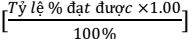 [Tỷ lệ % đạt được ×1.00
100%]